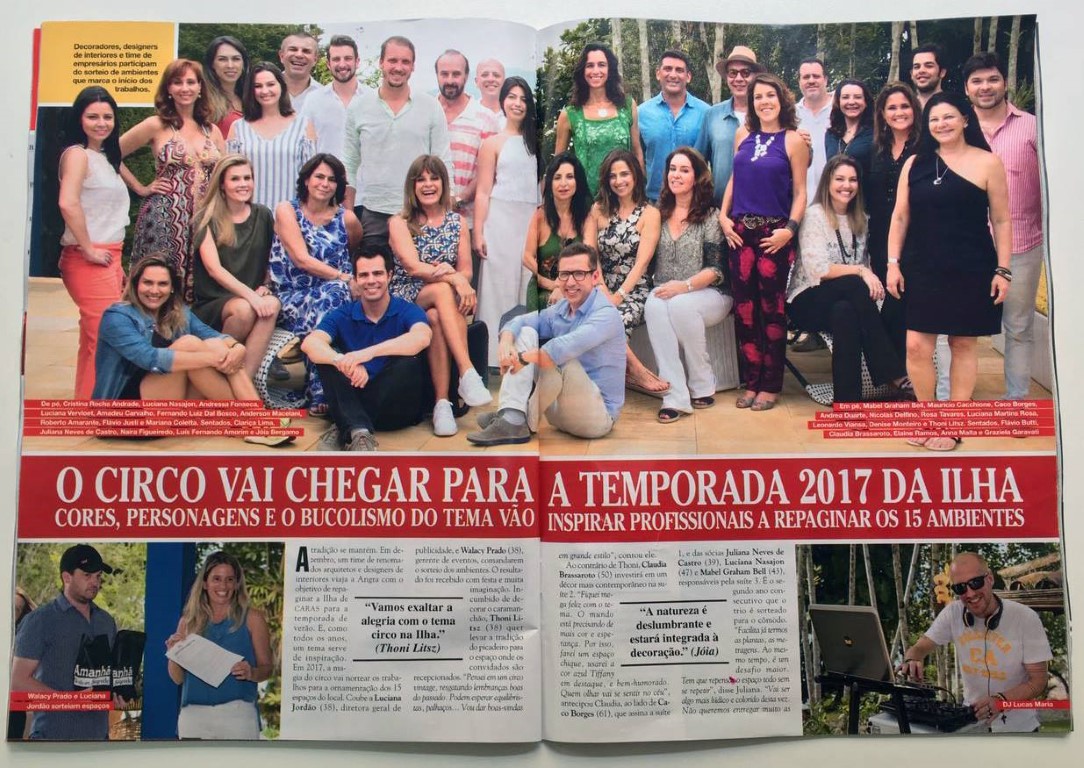 Decoradores, designers
de interiores e time de
empresários participam
do sorteio de ambientes
que marca o início dos
trabalhos.
De pé, Cristina Rocha Andrade, Luciana Nasajon, Andressa Fonseca,
Luciana Vervioet, Amadeu Carvalho, Fernando Luiz Dal Bosco, Anderson Macelani,
Roberto Amarante, Flávio Justi e Mariana Coletta. Sentados, Clariça Lima,
Juliana Neves de Castro, Naira Figueiredo, Luis Fernando Amorim e Jóia Bergamo
Em pé, Mabel Graham Bell, Mauricio Cacchione, Caco Borges,
Andrea Duarte, Nicolas Delfino, Rosa Tavares, Luciana Martins Rosa,
Leonardo Vianna, Denise Monteiro e Thoni Litsz. Sentados, Flávio Butti,
Claudia Brassaroto, Elaine Ramos, Anna Malta e Graziela Garavati
O CIRCO VAI CHEGAR PARA A TEMPORADA 2017 DA ILHA
CORES, PERSONAGENS E O BUCOLISMO DO TEMA VÃO INSPIRAR PROFISSIONAIS A REPAGINAR OS 15 AMBIENTES
Amanhã
Walacy Prado e Luciana
Jordão sorteiam espaços
A tradição se mantém. Em dezembro,
um time de renomados
arquitetos e designers de
interiores viaja a Angra com o
objetivo de repaginar
a Ilha de
CARAS para a
temporada de
verão. E, como
todos os anos,
um tema serve
de inspiração.
Em 2017, a magia
do circo vai nortear os trabalhos
para a ornamentação dos 15
espaços do local. Coube a Luciana
Jordão (38), diretora geral de
“Vamos exaltar a
alegria com o tema
circo na Ilha.”
(Thoni Litsz)
publicidade, e Walacy Prado (38),
gerente de eventos, comandarem
o sorteio dos ambientes. O resultado
foi recebido com festa e muita
imaginação. Incumbido
de decorar
o caramanchão,
Thoni Litsz
(38) quer
levar a tradição
do picadeiro para
o espaço onde os
convidados são
recepcionados. “Pensei em um circo
vintage, resgatando lembranças boas
do passado. Podem esperar equilibristas,
palhaços... Vou dar boas-vindas
em grande estilo”, contou ele.
Ao contrário de Thoni, Claudia
Brassaroto (50) investirá em um
décor mais contemporâneo na suíte
2. “Fiquei mega
feliz com o tema.
O mundo
está precisando de
mais cor e esperança.
Por isso,
farei um espaço
chique, usarei a
cor azul Tiffany
em destaque, e bem-humorado.
Quem olhar vai se sentir no céu”,
antecipou Claudia, ao lado de Caco
Borges (61), que assina a suíte
“A natureza é
deslumbrante e
estará integrada à
decoração.” (Jóia)
1, e das sócias Juliana Neves de
Castro (39), Luciana Nasajon
(47) e Mabel Graham Bell (43),
responsáveis pela suíte 3. É o segundo
ano consecutivo
que o trio
é sorteado
para o cômodo.
“Facilita já termos
as plantas, as metragens.
Ao mesmo
tempo, é um
desafio maior.
Tem que repensar o espaço todo sem
se repetir”, disse Juliana. “Vai ser
algo mais lúdico e colorido dessa vez.
Não queremos entregar muito as
DJ Lucas Maria